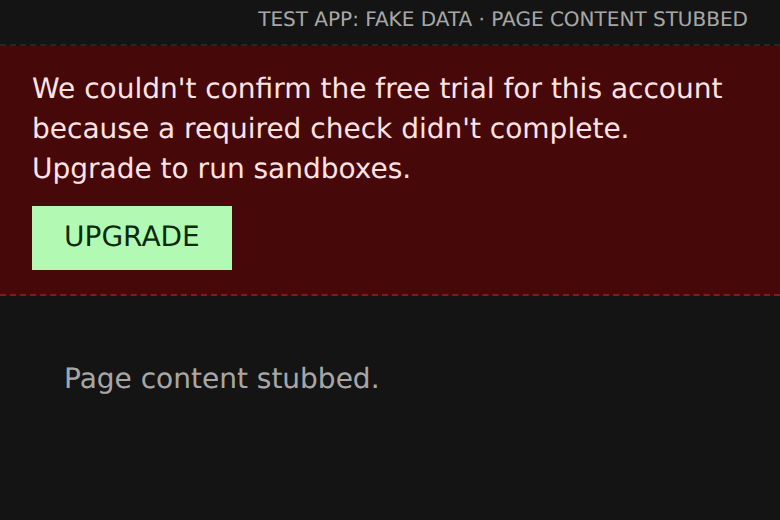 TEST APP: FAKE DATA · PAGE CONTENT STUBBED
We couldn't confirm the free trial for this account
because a required check didn't complete.
Upgrade to run sandboxes.
UPGRADE
Page content stubbed.